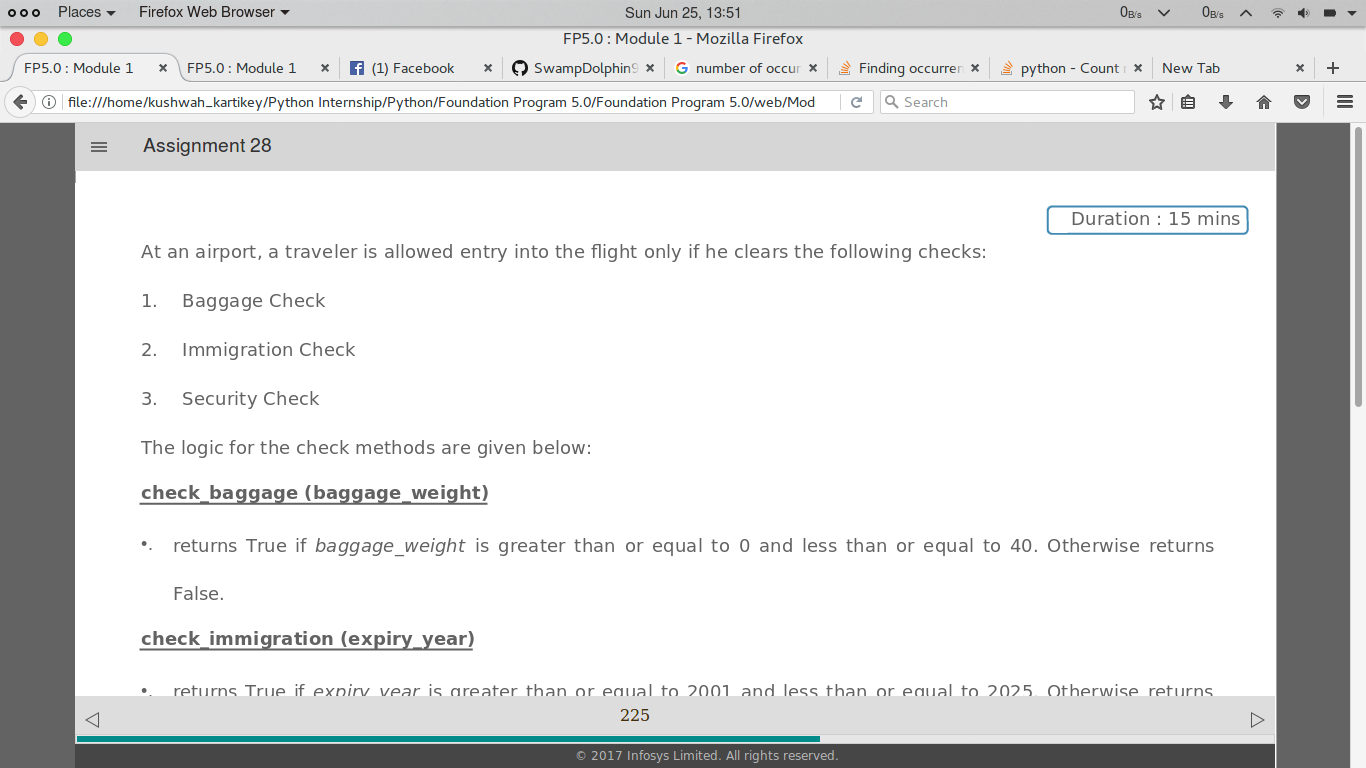 Places Firefox Web Browser Sun Jun 25, 13:51 0B/s 0B/s
FP5.0 : Module 1 - Mozilla Firefox
FP5.0 : Module 1 FP5.0 : Module 1 (1) Facebook SwampDolphin9 number of occur Finding occurren python - Count New Tab
file:///home/kushwah_kartikey/Python Internship/Python/Foundation Program 5.0/Foundation Program 5.0/web/Mod Search
Assignment 28
Duration : 15 mins
At an airport, a traveler is allowed entry into the flight only if he clears the following checks:
1. Baggage Check
2. Immigration Check
3. Security Check
The logic for the check methods are given below:
check_baggage (baggage_weight)
•. returns True if baggage_weight is greater than or equal to 0 and less than or equal to 40. Otherwise returns
False.
check_immigration (expiry_year)
•. returns True if expiry_year is greater than or equal to 2001 and less than or equal to 2025. Otherwise returns
225
© 2017 Infosys Limited. All rights reserved.